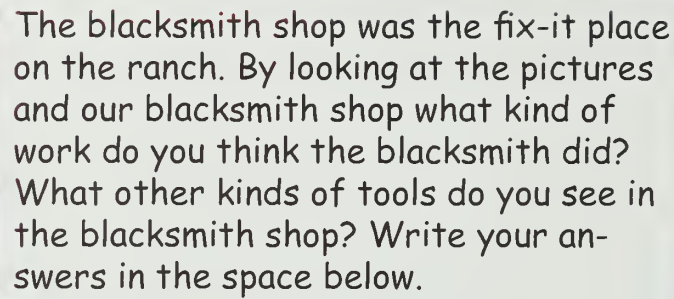 The blacksmith shop was the fix-it place
on the ranch. By looking at the pictures
and our blacksmith shop what kind of
work do you think the blacksmith did?
What other kinds of tools do you see in
the blacksmith shop? Write your an-
swers in the space below.